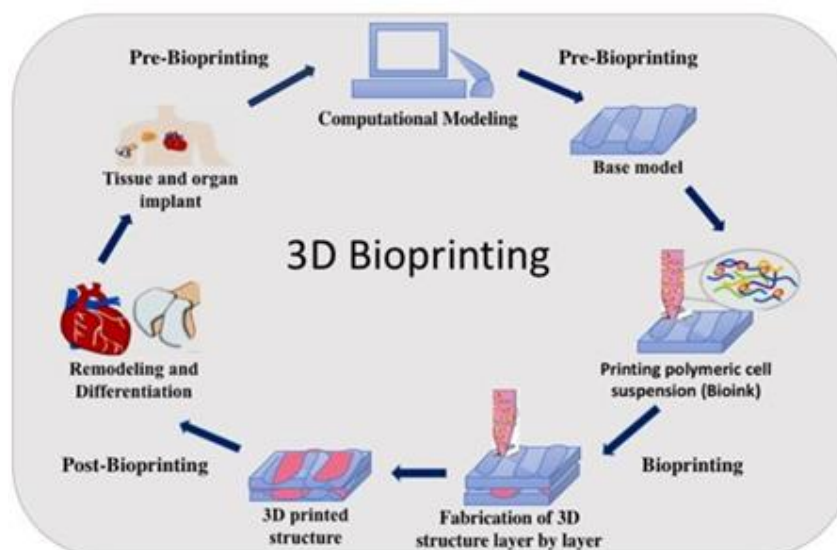 Pre-Bioprinting
Pre-Bioprinting
Computational Modeling
Base model
Tissue and organ
implant
3D Bioprinting
Printing polymeric cell
suspension (Bioink)
Remodeling and
Differentiation
Post-Bioprinting
Bioprinting
3D printed
structure
Fabrication of 3D
structure layer by layer